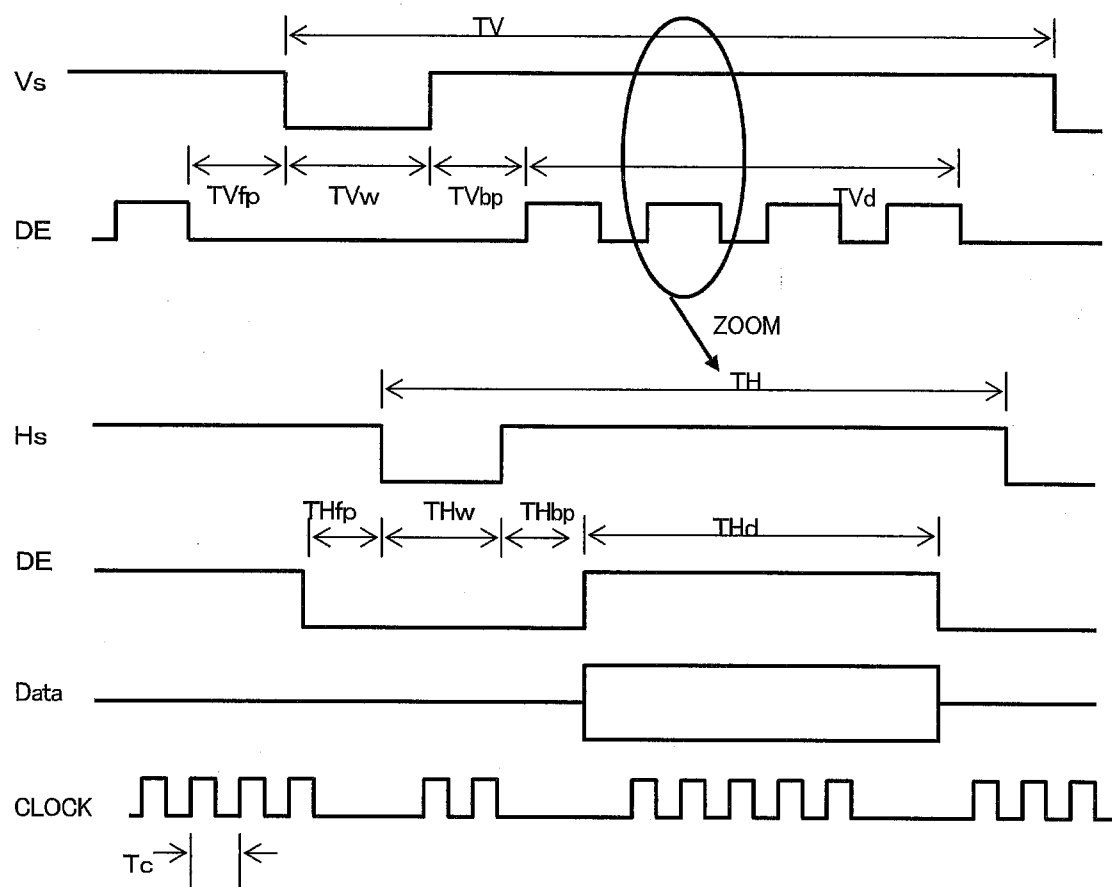 TV
Vs
TVfp TVw TVbp TVd
DE
ZOOM
TH
Hs
THfp THw THbp THd
DE
Data
CLOCK
Tc